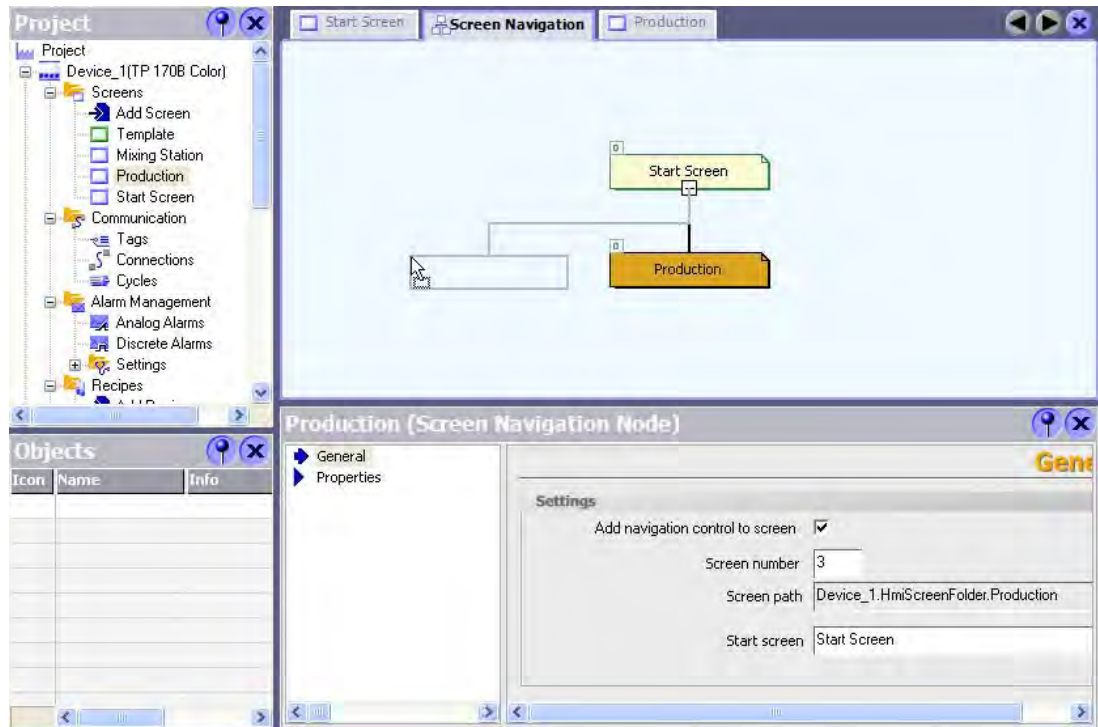 Project
Project
Device_1(TP 170B Color)
Screens
Add Screen
Template
Mixing Station
Production
Start Screen
Communication
Tags
Connections
Cycles
Alarm Management
Analog Alarms
Discrete Alarms
Settings
Recipes
Objects
Icon Name Info
Start Screen Screen Navigation Production
0
Start Screen
0
Production
Production (Screen Navigation Node)
General
Properties
Gene
Settings
Add navigation control to screen
Screen number 3
Screen path Device_1.HmiScreenFolder.Production
Start screen Start Screen